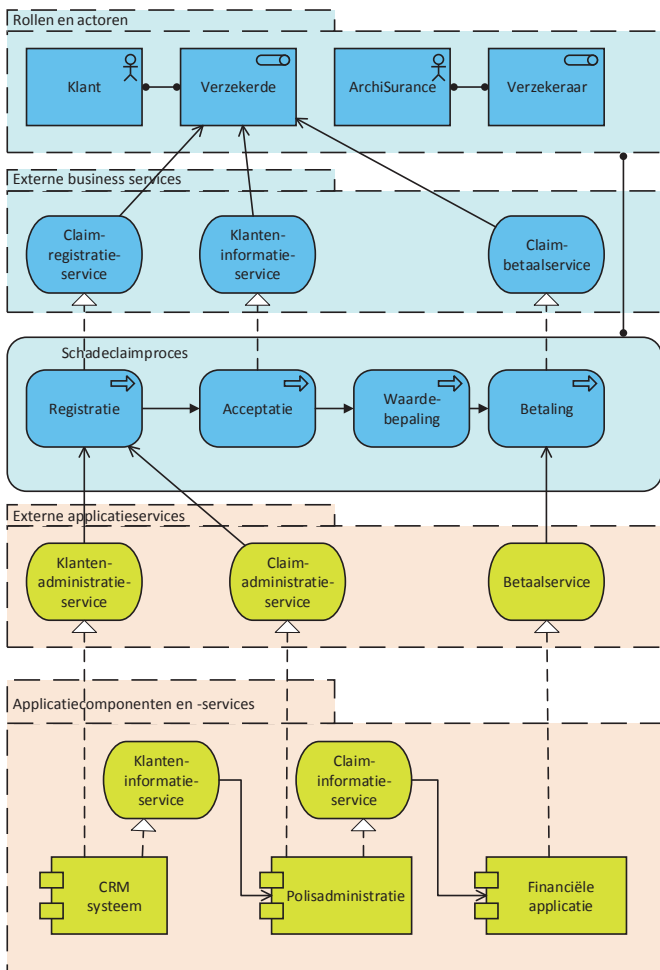 Rollen en actoren
Klant
Verzekerde
ArchiSurance
Verzekeraar
Externe business services
Claim-
registratie-
service
Klanten-
informatie-
service
Claim-
betaalservice
Schadeclaimproces
Registratie
Acceptatie
Waarde-
bepaling
Betaling
Externe applicatieservices
Klanten-
administratie-
service
Claim-
administratie-
service
Betaalservice
Applicatiecomponenten en -services
Klanten-
informatie-
service
Claim-
informatie-
service
CRM
systeem
Polisadministratie
Financiële
applicatie